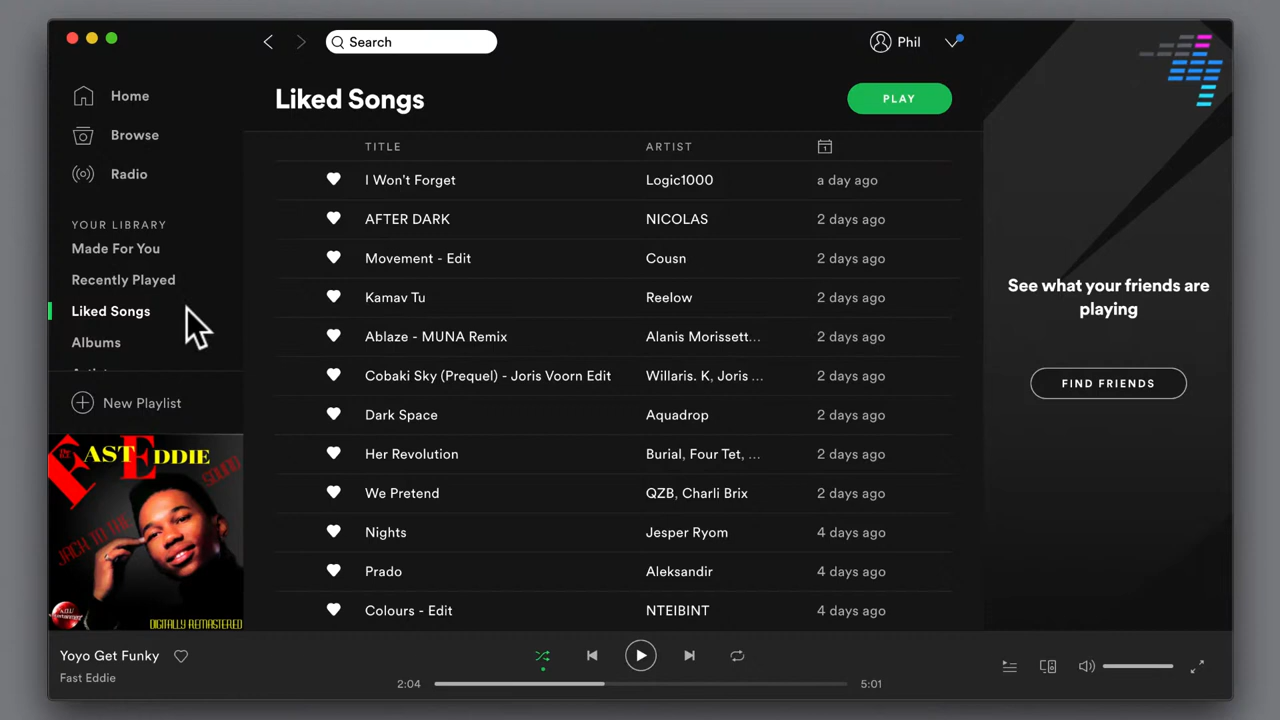 Search
Phil
Home
Browse
Radio
YOUR LIBRARY
Made For You
Recently Played
Liked Songs
Albums
New Playlist
Liked Songs
PLAY
TITLE ARTIST
I Won't Forget Logic1000 a day ago
AFTER DARK NICOLAS 2 days ago
Movement - Edit Cousn 2 days ago
Kamav Tu Reelow 2 days ago
Ablaze - MUNA Remix Alanis Morissett... 2 days ago
Cobaki Sky (Prequel) - Joris Voorn Edit Willaris. K, Joris ... 2 days ago
Dark Space Aquadrop 2 days ago
Her Revolution Burial, Four Tet, ... 2 days ago
We Pretend QZB, Charli Brix 2 days ago
Nights Jesper Ryom 4 days ago
Prado Aleksandir 4 days ago
Colours - Edit NTEIBINT 4 days ago
See what your friends are
playing
FIND FRIENDS
FAST EDDIE
JACK TO THE
SOUND
DIGITALLY REMASTERED
Yoyo Get Funky
Fast Eddie
2:04 5:01